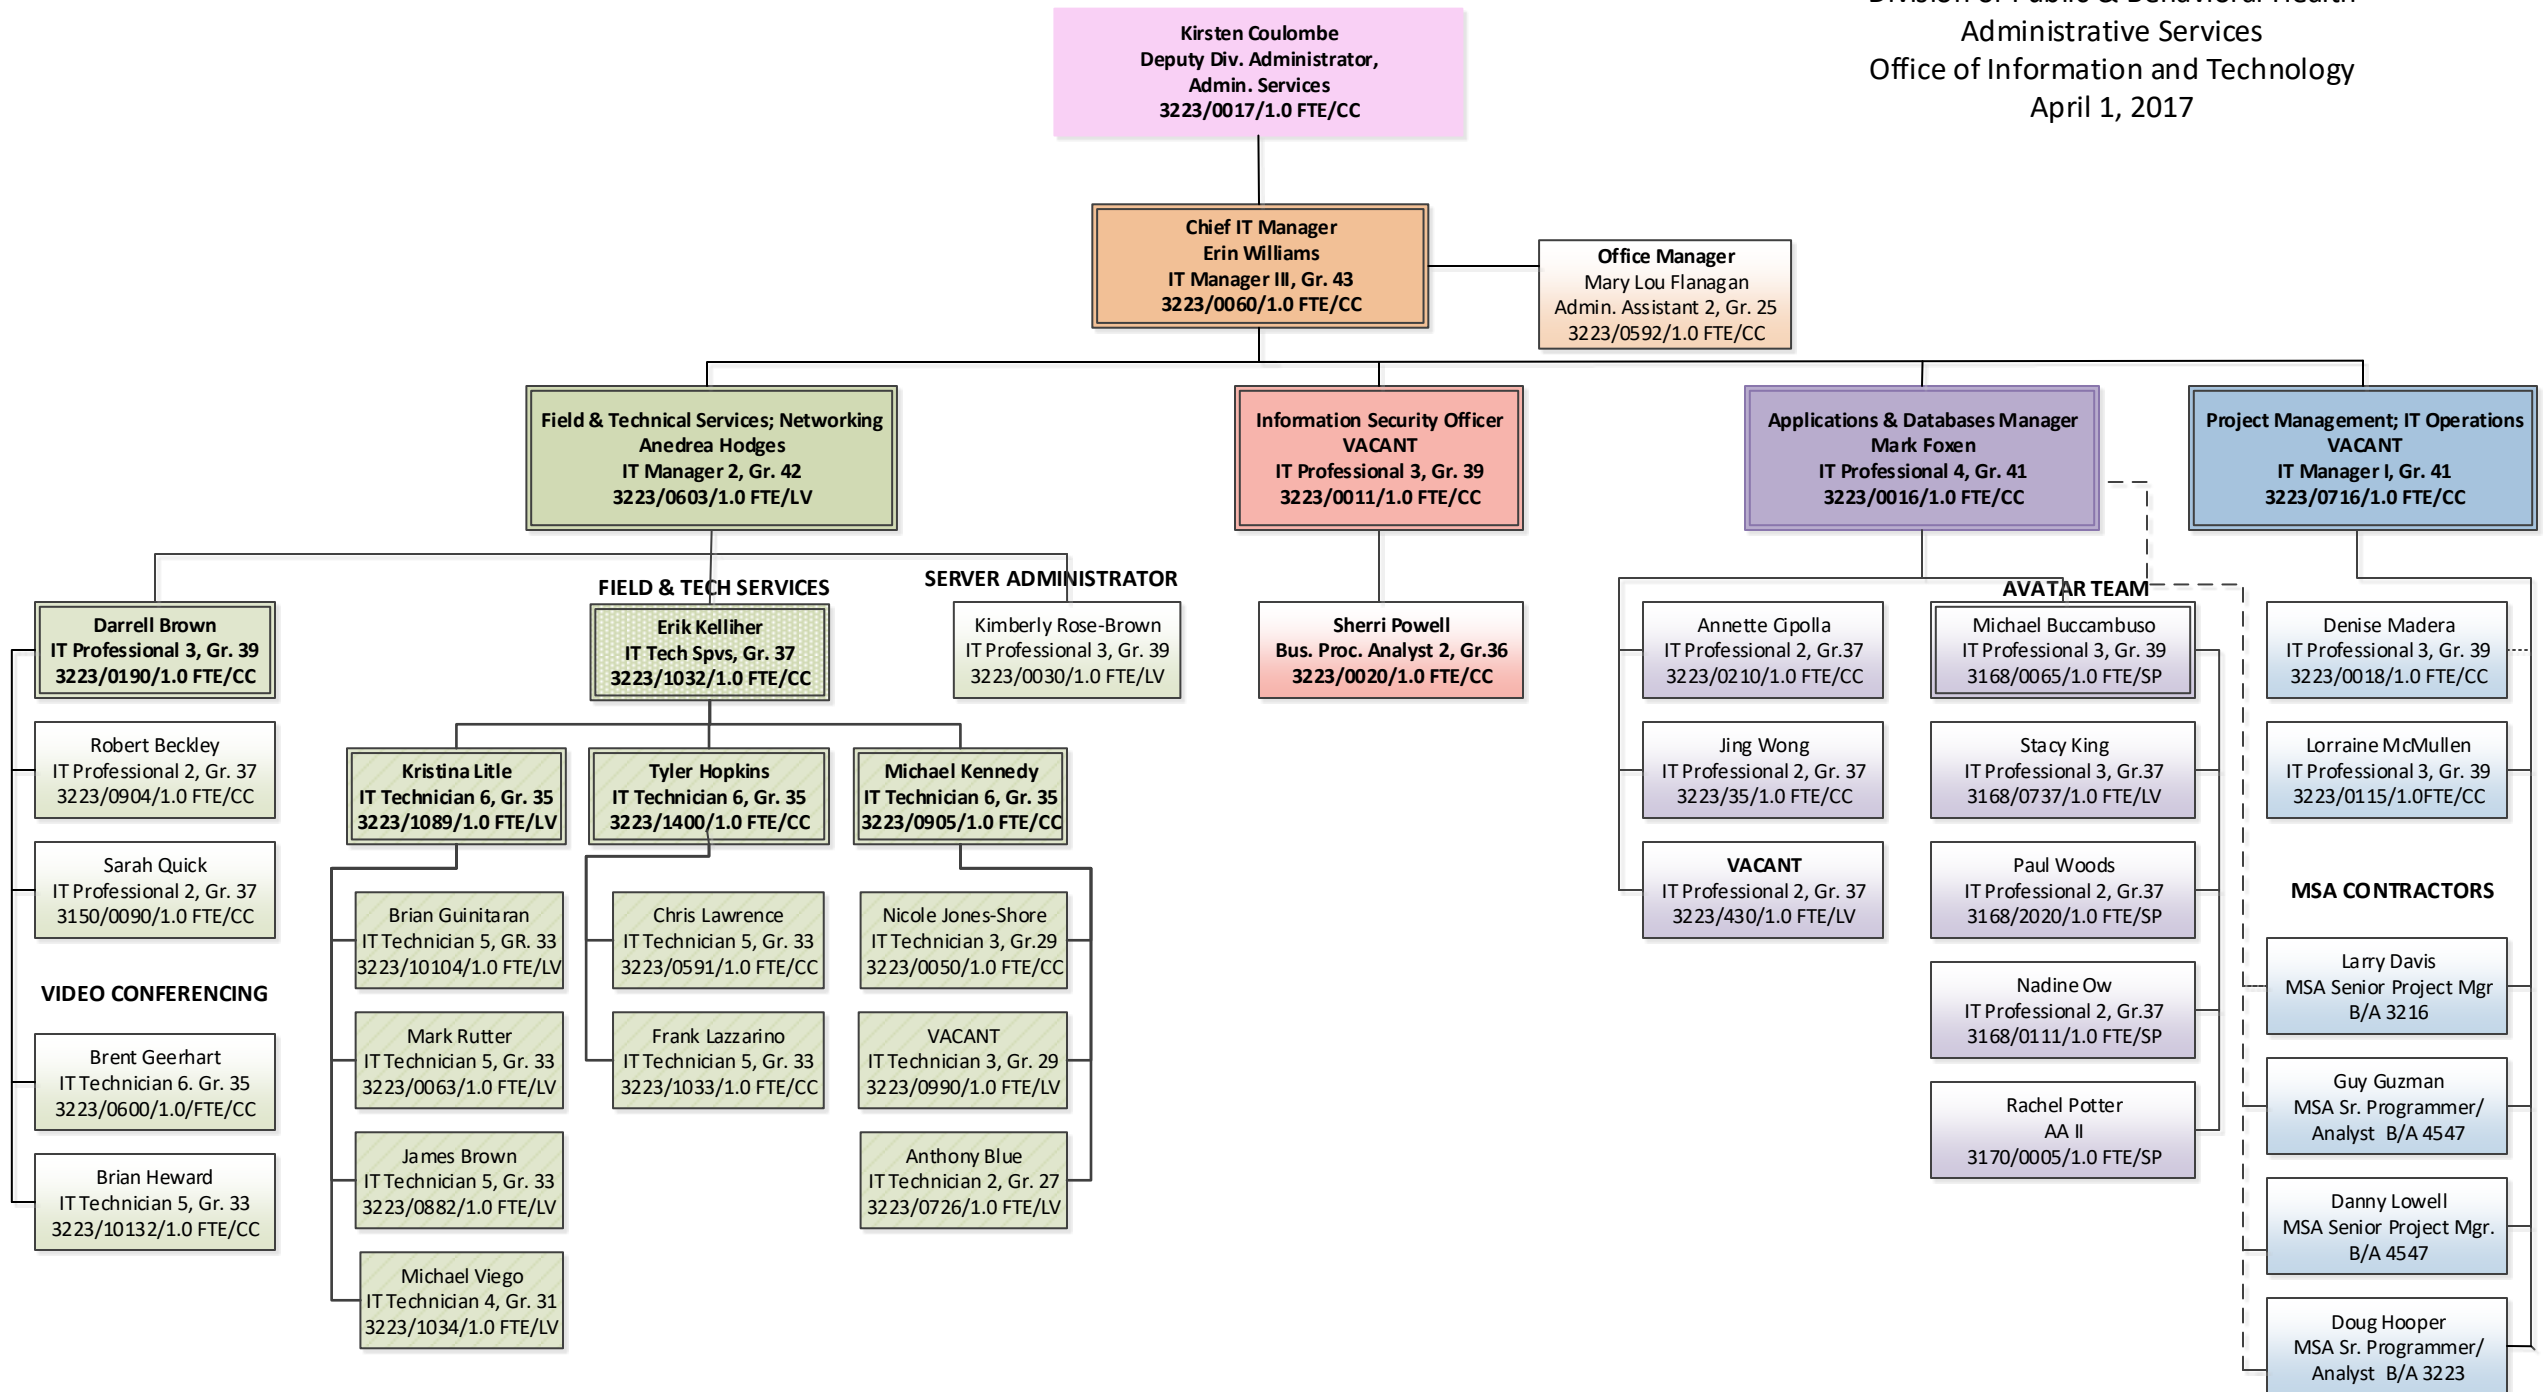 Division of Public & Behavioral Health
Administrative Services
Office of Information and Technology
April 1, 2017
Kirsten Coulombe
Deputy Div. Administrator,
Admin. Services
3223/0017/1.0 FTE/CC
Chief IT Manager
Erin Williams
IT Manager III, Gr. 43
3223/0060/1.0 FTE/CC
Office Manager
Mary Lou Flanagan
Admin. Assistant 2, Gr. 25
3223/0592/1.0 FTE/CC
Field & Technical Services; Networking
Anedrea Hodges
IT Manager 2, Gr. 42
3223/0603/1.0 FTE/LV
Information Security Officer
VACANT
IT Professional 3, Gr. 39
3223/0011/1.0 FTE/CC
Applications & Databases Manager
Mark Foxen
IT Professional 4, Gr. 41
3223/0016/1.0 FTE/CC
Project Management; IT Operations
VACANT
IT Manager I, Gr. 41
3223/0716/1.0 FTE/CC
Darrell Brown
IT Professional 3, Gr. 39
3223/0190/1.0 FTE/CC
Robert Beckley
IT Professional 2, Gr. 37
3223/0904/1.0 FTE/CC
Sarah Quick
IT Professional 2, Gr. 37
3150/0090/1.0 FTE/CC
VIDEO CONFERENCING
Brent Geerhart
IT Technician 6. Gr. 35
3223/0600/1.0/FTE/CC
Brian Heward
IT Technician 5, Gr. 33
3223/10132/1.0 FTE/CC
FIELD & TECH SERVICES
Erik Kelliher
IT Tech Spvs, Gr. 37
3223/1032/1.0 FTE/CC
Kristina Litle
IT Technician 6, Gr. 35
3223/1089/1.0 FTE/LV
Brian Guinitaran
IT Technician 5, GR. 33
3223/10104/1.0 FTE/LV
Mark Rutter
IT Technician 5, Gr. 33
3223/0063/1.0 FTE/LV
James Brown
IT Technician 5, Gr. 33
3223/0882/1.0 FTE/LV
Michael Viego
IT Technician 4, Gr. 31
3223/1034/1.0 FTE/LV
Tyler Hopkins
IT Technician 6, Gr. 35
3223/1400/1.0 FTE/CC
Chris Lawrence
IT Technician 5, Gr. 33
3223/0591/1.0 FTE/CC
Frank Lazzarino
IT Technician 5, Gr. 33
3223/1033/1.0 FTE/CC
Michael Kennedy
IT Technician 6, Gr. 35
3223/0905/1.0 FTE/CC
Nicole Jones-Shore
IT Technician 3, Gr.29
3223/0050/1.0 FTE/CC
VACANT
IT Technician 3, Gr. 29
3223/0990/1.0 FTE/LV
Anthony Blue
IT Technician 2, Gr. 27
3223/0726/1.0 FTE/LV
SERVER ADMINISTRATOR
Kimberly Rose-Brown
IT Professional 3, Gr. 39
3223/0030/1.0 FTE/LV
Sherri Powell
Bus. Proc. Analyst 2, Gr.36
3223/0020/1.0 FTE/CC
Annette Cipolla
IT Professional 2, Gr.37
3223/0210/1.0 FTE/CC
Jing Wong
IT Professional 2, Gr. 37
3223/35/1.0 FTE/CC
VACANT
IT Professional 2, Gr. 37
3223/430/1.0 FTE/LV
AVATAR TEAM
Michael Buccambuso
IT Professional 3, Gr. 39
3168/0065/1.0 FTE/SP
Stacy King
IT Professional 3, Gr.37
3168/0737/1.0 FTE/LV
Paul Woods
IT Professional 2, Gr.37
3168/2020/1.0 FTE/SP
Nadine Ow
IT Professional 2, Gr.37
3168/0111/1.0 FTE/SP
Rachel Potter
AA II
3170/0005/1.0 FTE/SP
Denise Madera
IT Professional 3, Gr. 39
3223/0018/1.0 FTE/CC
Lorraine McMullen
IT Professional 3, Gr. 39
3223/0115/1.0FTE/CC
MSA CONTRACTORS
Larry Davis
MSA Senior Project Mgr
B/A 3216
Guy Guzman
MSA Sr. Programmer/
Analyst B/A 4547
Danny Lowell
MSA Senior Project Mgr.
B/A 4547
Doug Hooper
MSA Sr. Programmer/
Analyst B/A 3223